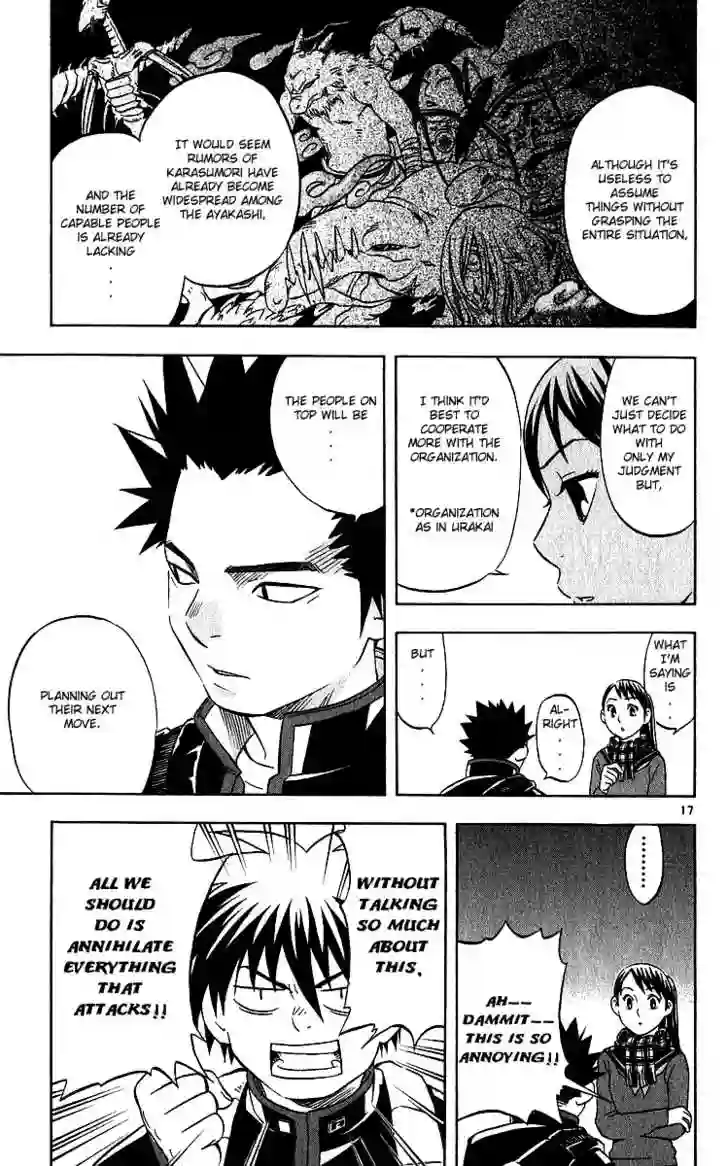 ALTHOUGH IT'S
USELESS TO
ASSUME
THINGS WITHOUT
GRASPING THE
ENTIRE SITUATION,
IT WOULD SEEM
RUMORS OF
KARASUMORI HAVE
ALREADY BECOME
WIDESPREAD AMONG
THE AYAKASHI,
AND THE
NUMBER OF
CAPABLE PEOPLE
IS ALREADY
LACKING
. . .
WE CAN'T
JUST DECIDE
WHAT TO DO
WITH
ONLY MY
JUDGMENT
BUT,
I THINK IT'D
BEST TO
COOPERATE
MORE WITH THE
ORGANIZATION.
*ORGANIZATION
AS IN URAKAI
THE PEOPLE ON
TOP WILL BE
. . .
PLANNING OUT
THEIR NEXT
MOVE.
WHAT
I'M
SAYING
IS
. . .
AL-
RIGHT
. . .
BUT
. . .
17
........
AH--
DAMMIT--
THIS IS SO
ANNOYING!!
WITHOUT
TALKING
SO MUCH
ABOUT
THIS,
ALL WE
SHOULD
DO IS
ANNIHILATE
EVERYTHING
THAT
ATTACKS!!